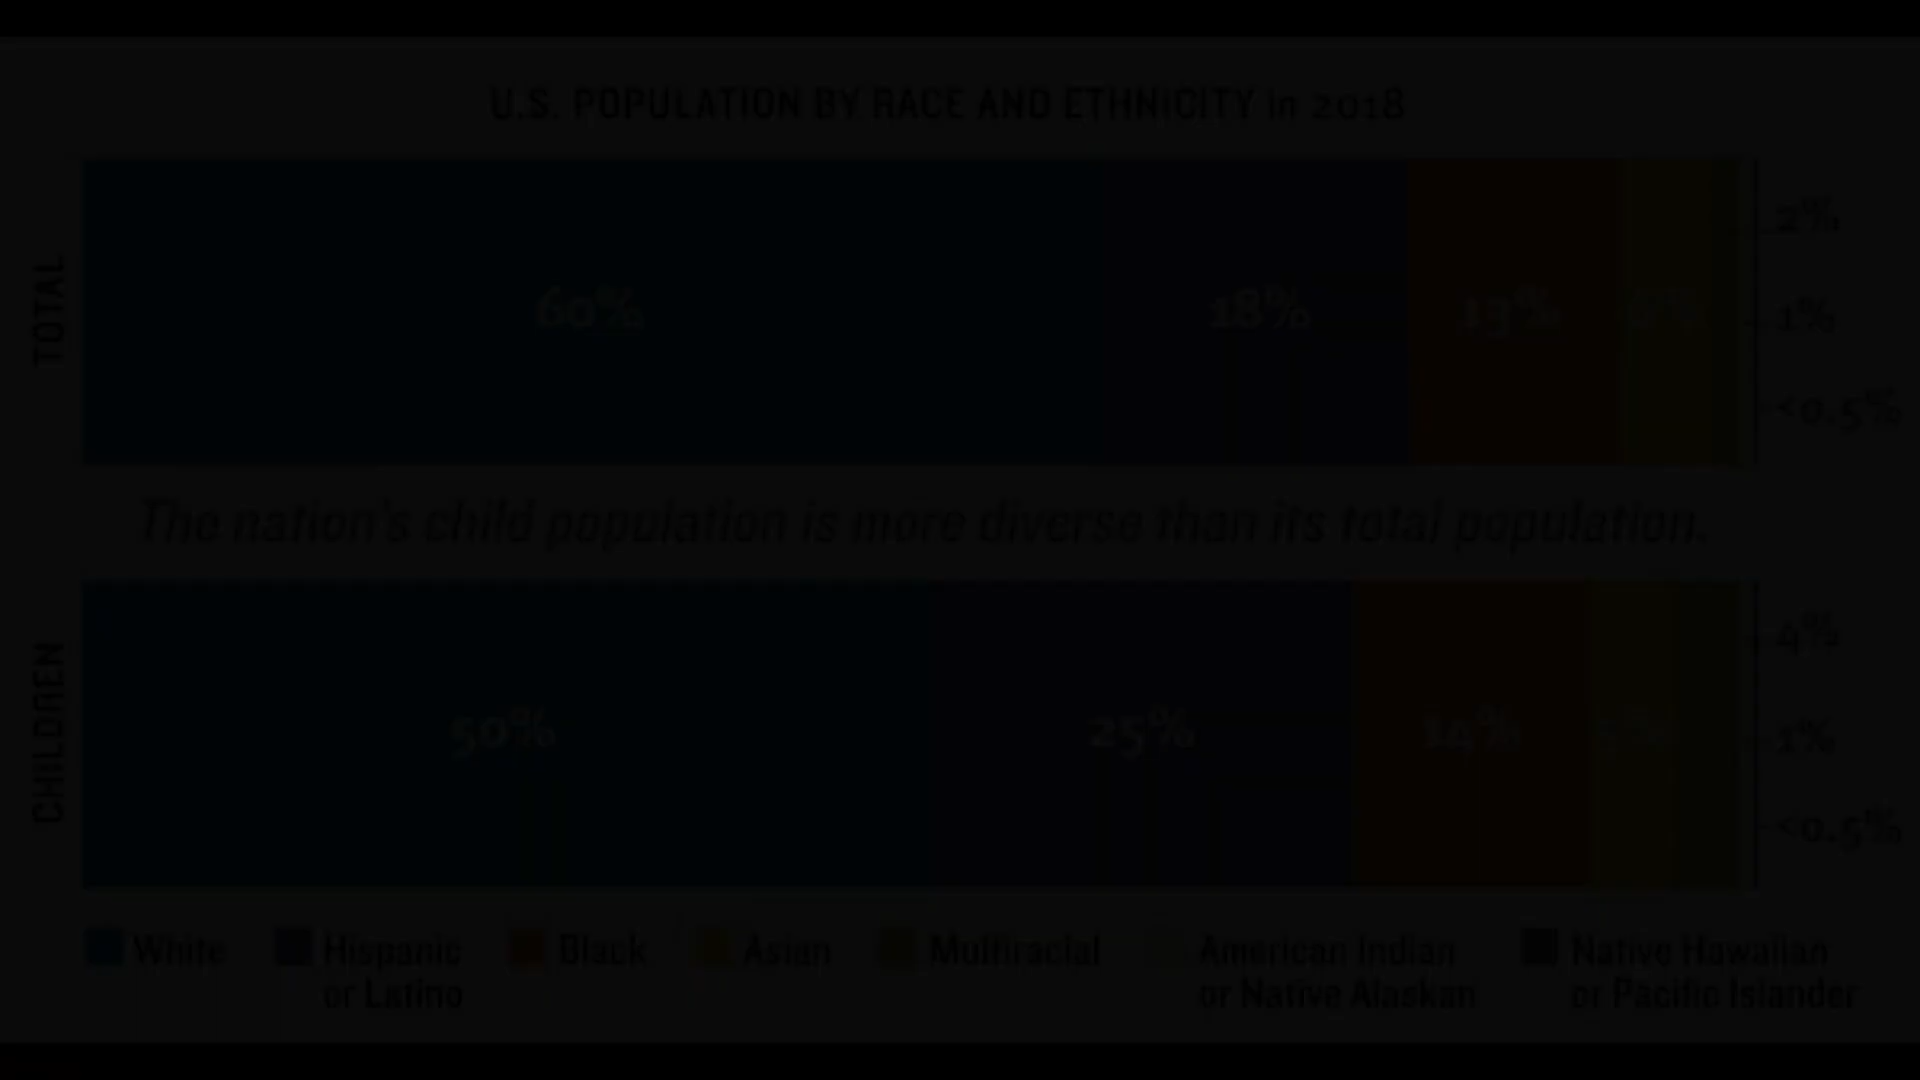 U.S. POPULATION BY RACE AND ETHNICITY in 2018
TOTAL
60%
18%
13%
6%
2%
1%
<0.5%
The nation's child population is more diverse than its total population.
CHILDREN
50%
25%
14%
5%
4%
1%
<0.5%
White
Hispanic
or Latino
Black
Asian
Multiracial
American Indian
or Native Alaskan
Native Hawaiian
or Pacific Islander